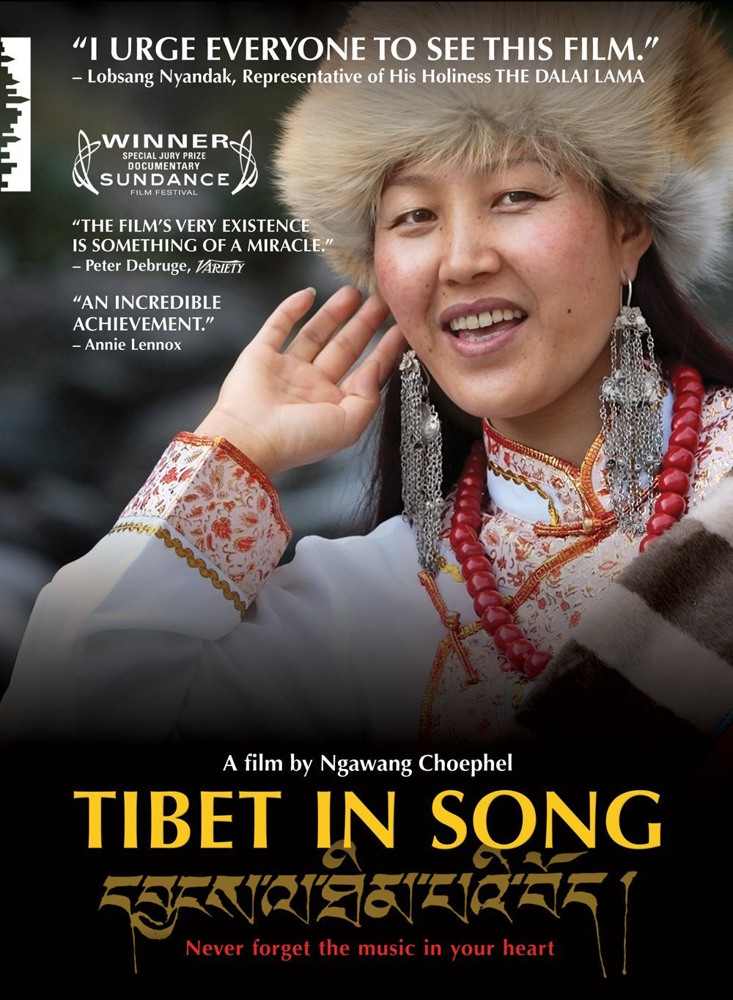 “I URGE EVERYONE TO SEE THIS FILM.”
– Lobsang Nyandak, Representative of His Holiness THE DALAI LAMA
WINNER
SPECIAL JURY PRIZE
DOCUMENTARY
SUNDANCE
FILM FESTIVAL
“THE FILM’S VERY EXISTENCE
IS SOMETHING OF A MIRACLE.”
– Peter Debruge, VARIETY
“AN INCREDIBLE
ACHIEVEMENT.”
– Annie Lennox
A film by Ngawang Choephel
TIBET IN SONG
དབྱངས་ལ་ཐིམ་པའི་བོད།
Never forget the music in your heart